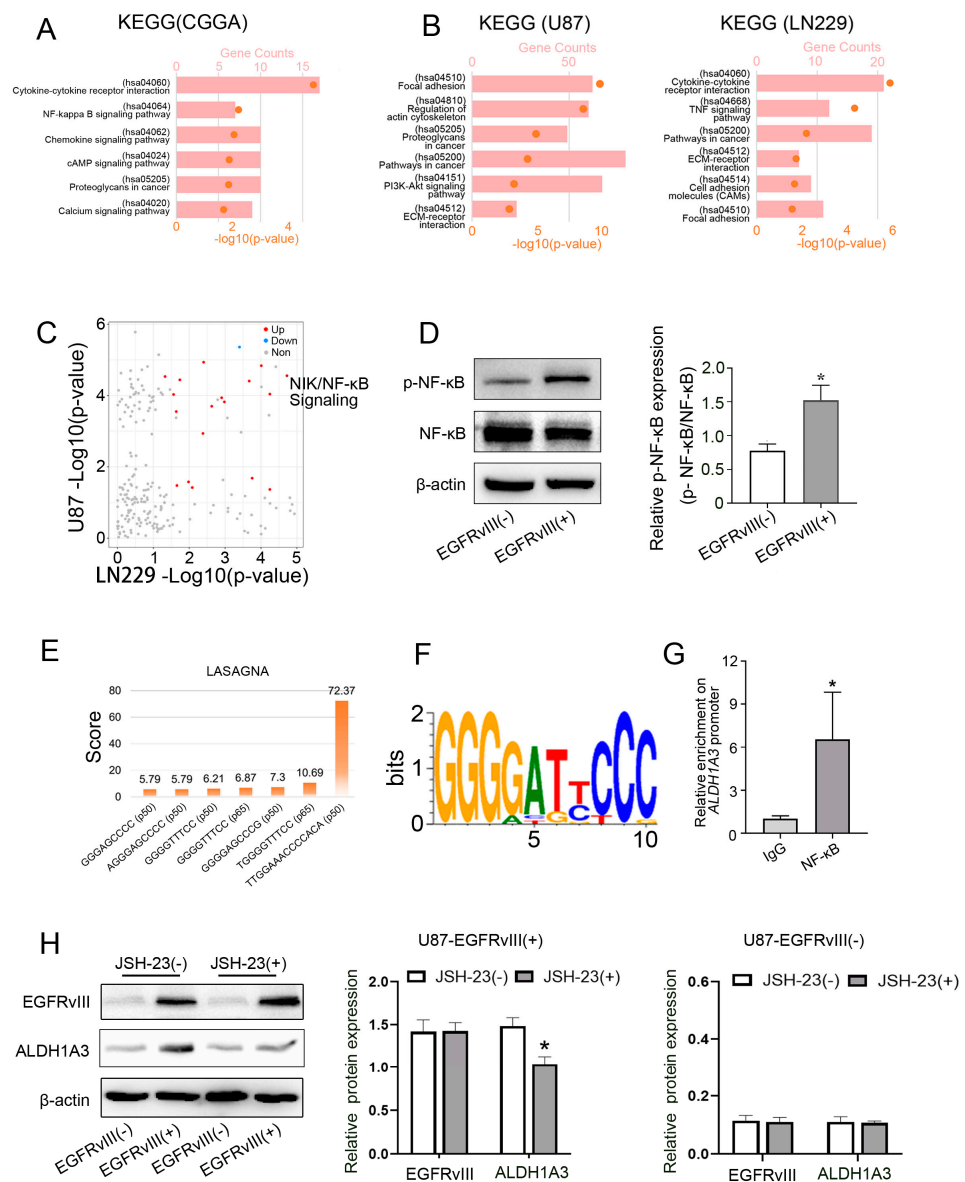 A
KEGG(CGGA)
Gene Counts
0 5 10 15
(hsa04060)
Cytokine-cytokine receptor interaction
(hsa04064)
NF-kappa B signaling pathway
(hsa04062)
Chemokine signaling pathway
(hsa04024)
cAMP signaling pathway
(hsa05205)
Proteoglycans in cancer
(hsa04020)
Calcium signaling pathway
0 2 4
-log10(p-value)
B
KEGG (U87)
Gene Counts
0 50
(hsa04510)
Focal adhesion
(hsa04810)
Regulation of
actin cytoskeleton
(hsa05205)
Proteoglycans
in cancer
(hsa05200)
Pathways in cancer
(hsa04151)
PI3K-Akt signaling
pathway
(hsa04512)
ECM-receptor
interaction
0 5 10
-log10(p-value)
KEGG (LN229)
Gene Counts
0 10 20
(hsa04060)
Cytokine-cytokine
receptor interaction
(hsa04668)
TNF signaling
pathway
(hsa05200)
Pathways in cancer
(hsa04512)
ECM-receptor
interaction
(hsa04514)
Cell adhesion
molecules (CAMs)
(hsa04510)
Focal adhesion
0 2 4 6
-log10(p-value)
C
U87 -Log10(p-value)
6
4
2
0
Up
Down
Non
NIK/NF-κB
Signaling
0 1 2 3 4 5
LN229 -Log10(p-value)
D
p-NF-κB
NF-κB
β-actin
EGFRvIII(-)
EGFRvIII(+)
Relative p-NF-κB expression
(p- NF-κB/NF-κB)
2.0
1.5
1.0
0.5
0
*
EGFRvIII(-)
EGFRvIII(+)
E
LASAGNA
Score
80
60
40
20
0
5.79 5.79 6.21 6.87 7.3 10.69 72.37
GGGAGCCCC (p50)
AGGGAGCCCC (p50)
GGGGTTTCC (p50)
GGGGTTTCC (p65)
GGGGAGCCCG (p50)
TGGGGTTTCC (p65)
TTGGAAACCCCACA (p50)
F
bits
2
1
0
GGGGATTCCC
5 10
G
Relative enrichment on
ALDH1A3 promoter
12
9
6
3
0
*
IgG
NF-κB
H
JSH-23(-) JSH-23(+)
EGFRvIII
ALDH1A3
β-actin
EGFRvIII(-)
EGFRvIII(+)
EGFRvIII(-)
EGFRvIII(+)
U87-EGFRvIII(+)
JSH-23(-) JSH-23(+)
Relative protein expression
2.0
1.5
1.0
0.5
0.0
*
EGFRvIII ALDH1A3
U87-EGFRvIII(-)
JSH-23(-) JSH-23(+)
Relative protein expression
0.6
0.4
0.2
0.0
EGFRvIII ALDH1A3